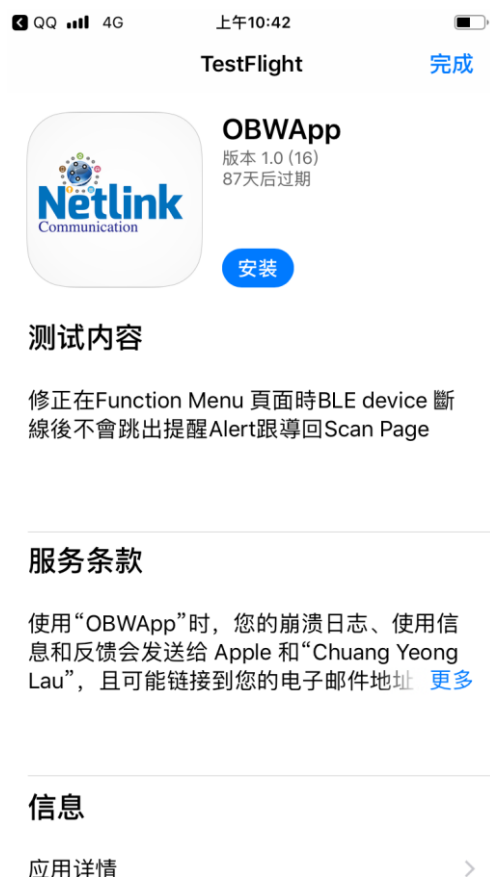 QQ 4G 上午10:42
TestFlight 完成
OBWApp
版本 1.0 (16)
87天后过期
Netlink
Communication
安装
测试内容
修正在Function Menu 頁面時BLE device 斷
線後不會跳出提醒Alert跟導回Scan Page
服务条款
使用“OBWApp”时，您的崩溃日志、使用信
息和反馈会发送给 Apple 和“Chuang Yeong
Lau”，且可能链接到您的电子邮件地址 更多
信息
应用详情